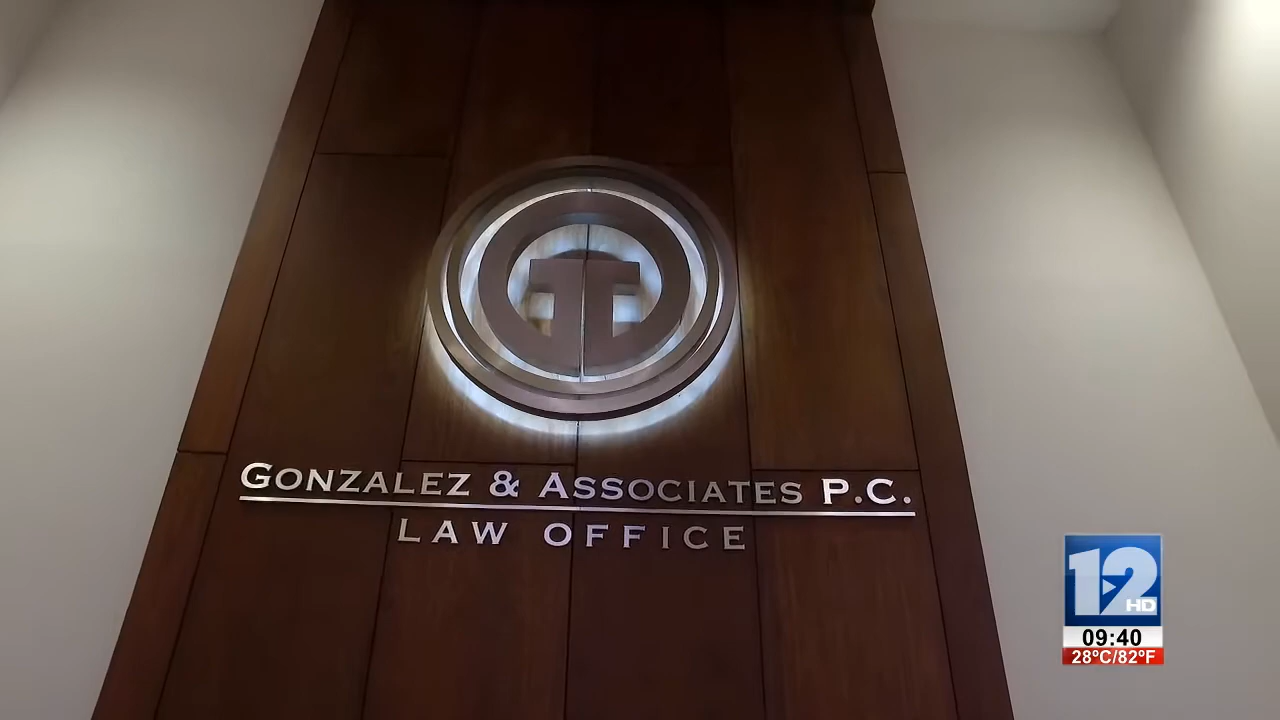 GONZALEZ & ASSOCIATES P.C.
LAW OFFICE
12
HD
09:40
28°C/82°F